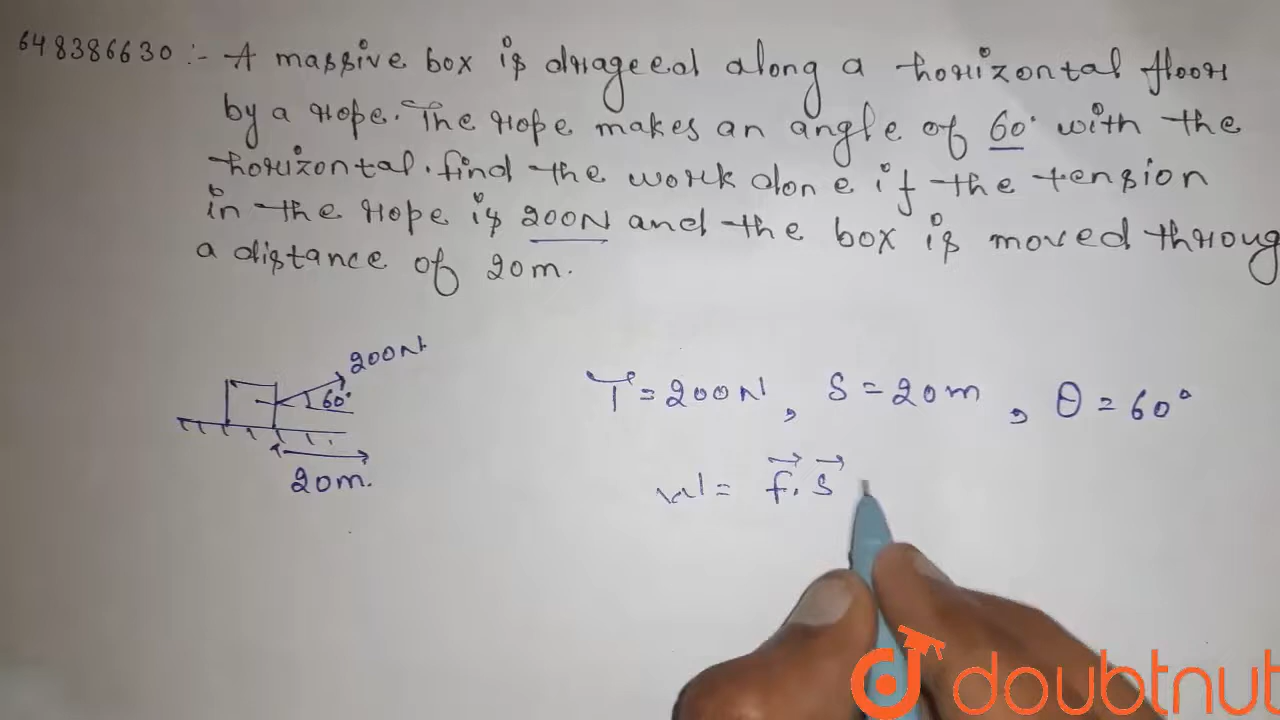 648386630 :- A massive box is dragged along a horizontal floor
by a rope. The rope makes an angle of 60° with the
horizontal. find the work done if the tension
in the rope is 200N and the box is moved throug
a distance of 20m.
200N
60°
20m.
T = 200N, S = 20m, θ = 60°
W = f. s
doubtnut